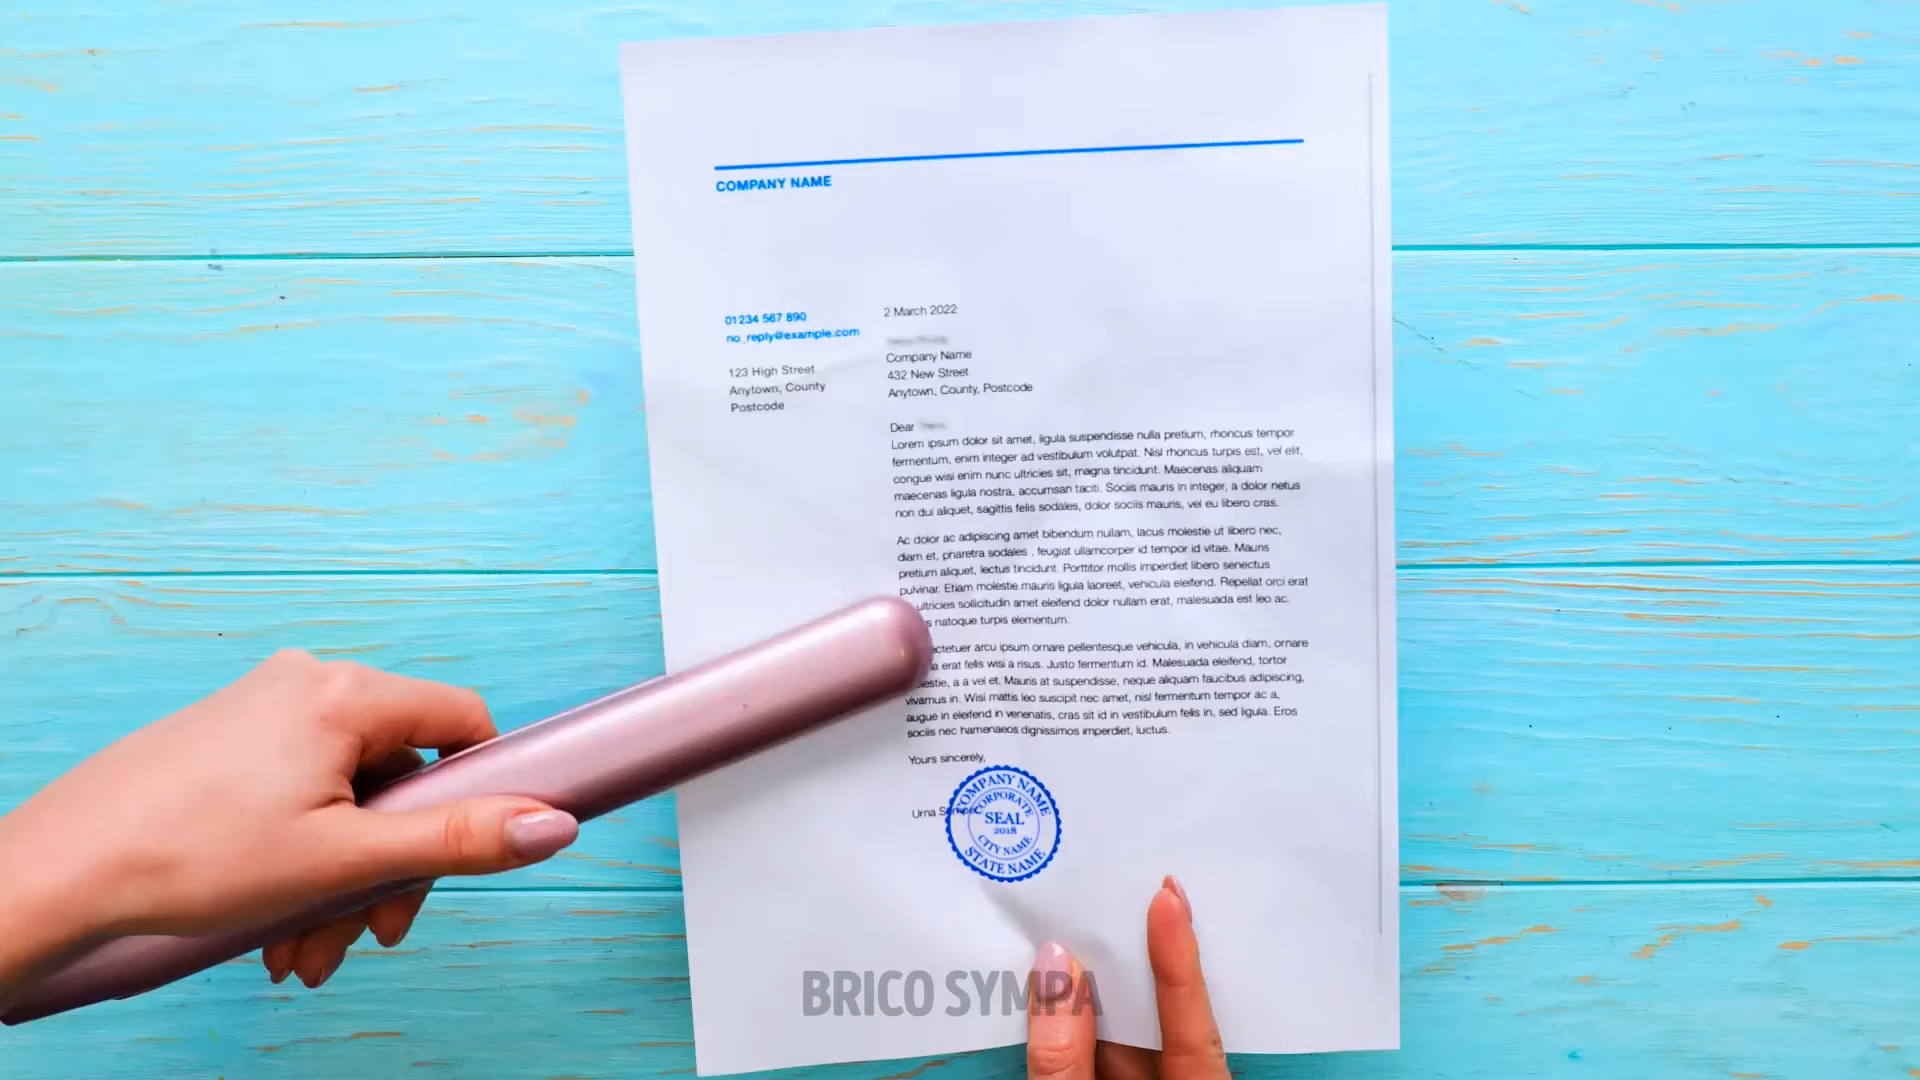 COMPANY NAME
01234 567 890
no_reply@example.com
123 High Street
Anytown, County
Postcode
2 March 2022
Company Name
432 New Street
Anytown, County, Postcode
Dear
Lorem ipsum dolor sit amet, ligula suspendisse nulla pretium, rhoncus tempor
fermentum, enim integer ad vestibulum volutpat. Nisl rhoncus turpis est, vel elit,
congue wisi enim nunc ultricies sit, magna tincidunt. Maecenas aliquam
maecenas ligula nostra, accumsan taciti. Sociis mauris in integer, a dolor netus
non dui aliquet, sagittis felis sodales, dolor sociis mauris, vel eu libero cras.
Ac dolor ac adipiscing amet bibendum nullam, lacus molestie ut libero nec,
diam et, pharetra sodales , feugiat ullamcorper id tempor id vitae. Mauris
pretium aliquet, lectus tincidunt. Porttitor mollis imperdiet libero senectus
pulvinar. Etiam molestie mauris ligula laoreet, vehicula eleifend. Repellat orci erat
ultricies sollicitudin amet eleifend dolor nullam erat, malesuada est leo ac.
natoque turpis elementum.
arcu ipsum ornare pellentesque vehicula, in vehicula diam, ornare
erat felis wisi a risus. Justo fermentum id. Malesuada eleifend, tortor
a a vel et. Mauris at suspendisse, neque aliquam faucibus adipiscing,
vivamus in. Wisi mattis leo suscipit nec amet, nisl fermentum tempor ac a,
augue in eleifend in venenatis, cras sit id in vestibulum felis in, sed ligula. Eros
sociis nec hamenaeos dignissimos imperdiet, luctus.
Yours sincerely,
Urna
COMPANY NAME
CORPORATE
SEAL
2018
CITY NAME
STATE NAME
BRICO SYMPA